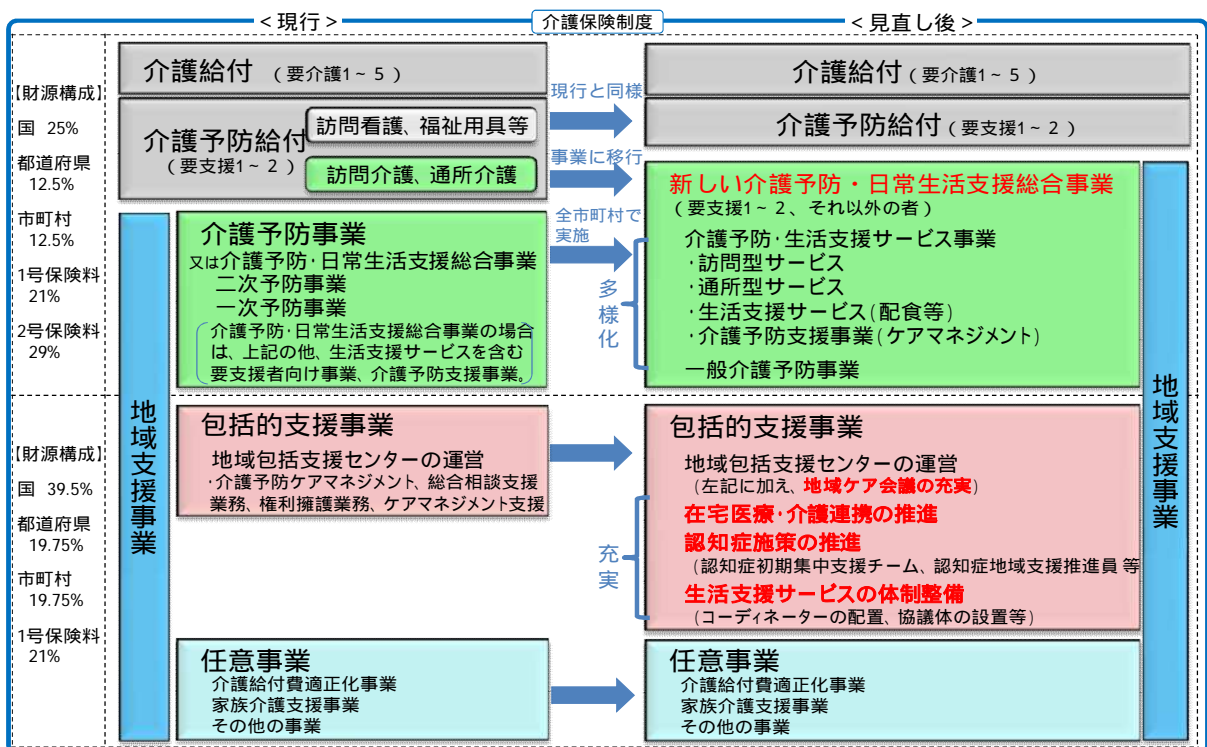 介護保険制度
<現行>
<見直し後>
【財源構成】
国 25%
都道府県
12.5%
市町村
12.5%
1号保険料
21%
2号保険料
29%
【財源構成】
国 39.5%
都道府県
19.75%
市町村
19.75%
1号保険料
21%
介護給付 (要介護1~5)
介護予防給付
(要支援1~2)
訪問看護、福祉用具等
訪問介護、通所介護
地域支援事業
介護予防事業
又は介護予防・日常生活支援総合事業
二次予防事業
一次予防事業
介護予防・日常生活支援総合事業の場合
は、上記の他、生活支援サービスを含む
要支援者向け事業、介護予防支援事業。
包括的支援事業
地域包括支援センターの運営
・介護予防ケアマネジメント、総合相談支援
業務、権利擁護業務、ケアマネジメント支援
任意事業
介護給付費適正化事業
家族介護支援事業
その他の事業
現行と同様
事業に移行
全市町村で
実施
多様化
充実
介護給付(要介護1~5)
介護予防給付(要支援1~2)
新しい介護予防・日常生活支援総合事業
(要支援1~2、それ以外の者)
介護予防・生活支援サービス事業
・訪問型サービス
・通所型サービス
・生活支援サービス(配食等)
・介護予防支援事業(ケアマネジメント)
一般介護予防事業
包括的支援事業
地域包括支援センターの運営
(左記に加え、地域ケア会議の充実)
在宅医療・介護連携の推進
認知症施策の推進
(認知症初期集中支援チーム、認知症地域支援推進員 等
生活支援サービスの体制整備
(コーディネーターの配置、協議体の設置等)
任意事業
介護給付費適正化事業
家族介護支援事業
その他の事業
地域支援事業